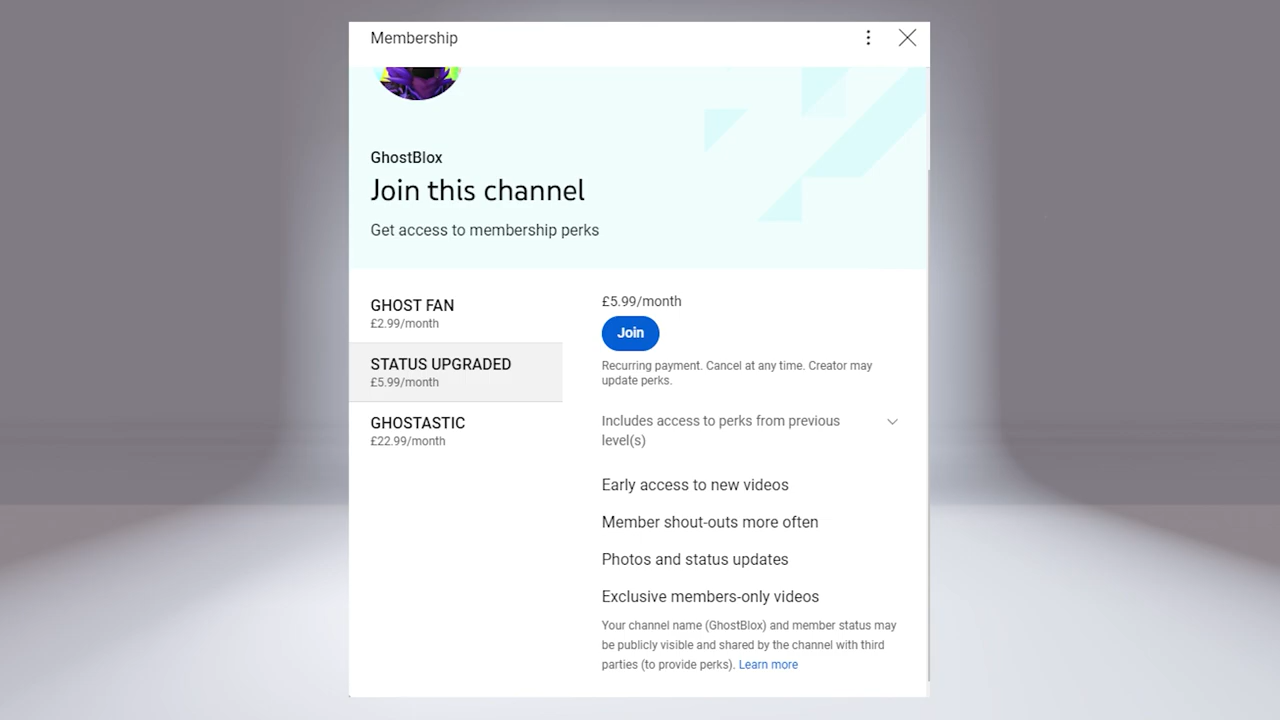 Membership
GhostBlox
Join this channel
Get access to membership perks
GHOST FAN
£2.99/month
STATUS UPGRADED
£5.99/month
GHOSTASTIC
£22.99/month
£5.99/month
Join
Recurring payment. Cancel at any time. Creator may
update perks.
Includes access to perks from previous
level(s)
Early access to new videos
Member shout-outs more often
Photos and status updates
Exclusive members-only videos
Your channel name (GhostBlox) and member status may
be publicly visible and shared by the channel with third
parties (to provide perks). Learn more